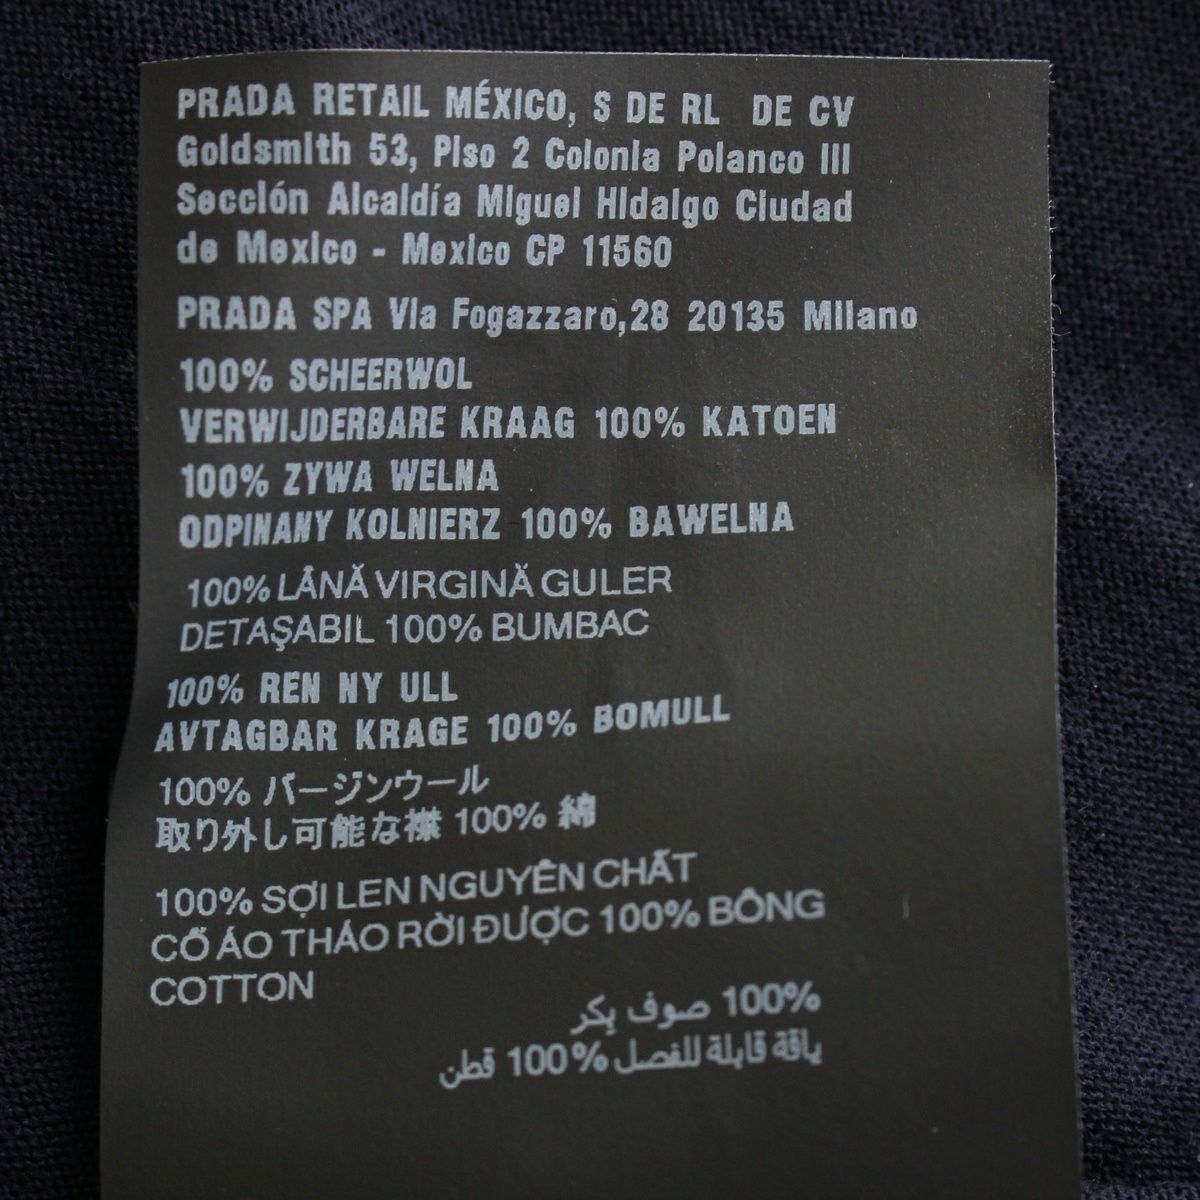 PRADA RETAIL MÉXICO, S DE RL DE CV
Goldsmith 53, Piso 2 Colonia Polanco III
Sección Alcaldía Miguel Hidalgo Ciudad
de Mexico - Mexico CP 11560
PRADA SPA Via Fogazzaro,28 20135 Milano
100% SCHEERWOL
VERWIJDERBARE KRAAG 100% KATOEN
100% ZYWA WELNA
ODPINANY KOLNIERZ 100% BAWELNA
100% LÂNĂ VIRGINĂ GULER
DETAŞABIL 100% BUMBAC
100% REN NY ULL
AVTAGBAR KRAGE 100% BOMULL
100% バージンウール
取り外し可能な襟 100% 綿
100% SỢI LEN NGUYÊN CHẤT
CỔ ÁO THÁO RỜI ĐƯỢC 100% BÔNG
COTTON
100% صوف بِكر
ياقة قابلة للفصل 100% قطن